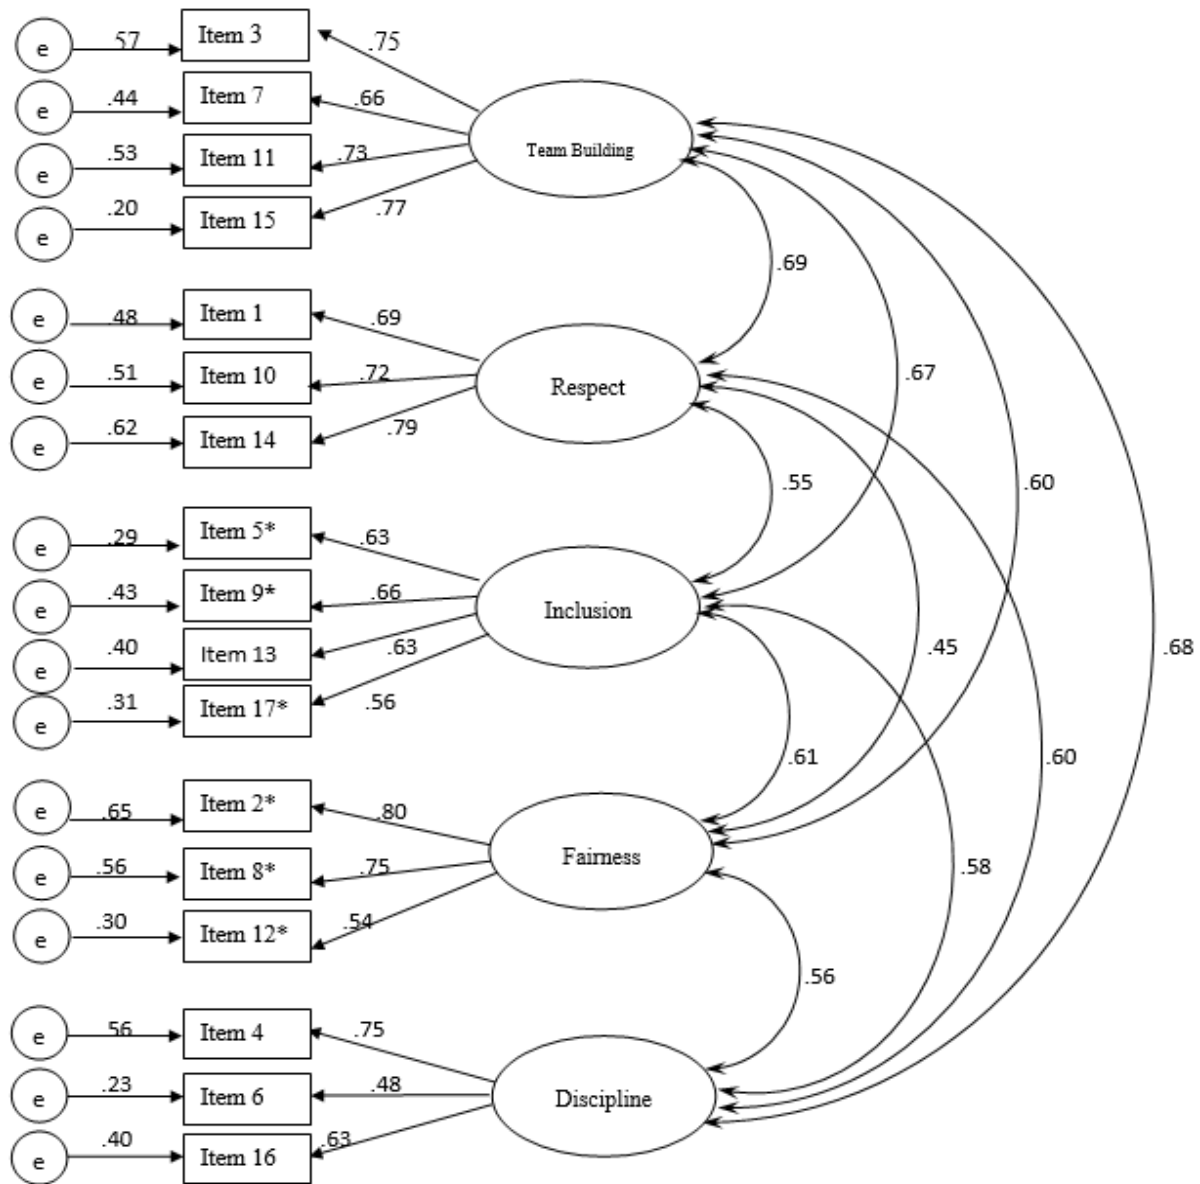 e .57 Item 3 .75
e .44 Item 7 .66
e .53 Item 11 .73
e .20 Item 15 .77
Team Building
.69
e .48 Item 1 .69
e .51 Item 10 .72
e .62 Item 14 .79
Respect
.67
.55
.60
e .29 Item 5* .63
e .43 Item 9* .66
e .40 Item 13 .63
e .31 Item 17* .56
Inclusion
.45
.68
.61
.60
e .65 Item 2* .80
e .56 Item 8* .75
e .30 Item 12* .54
Fairness
.58
.56
e 56 Item 4 .75
e .23 Item 6 .48
e .40 Item 16 .63
Discipline